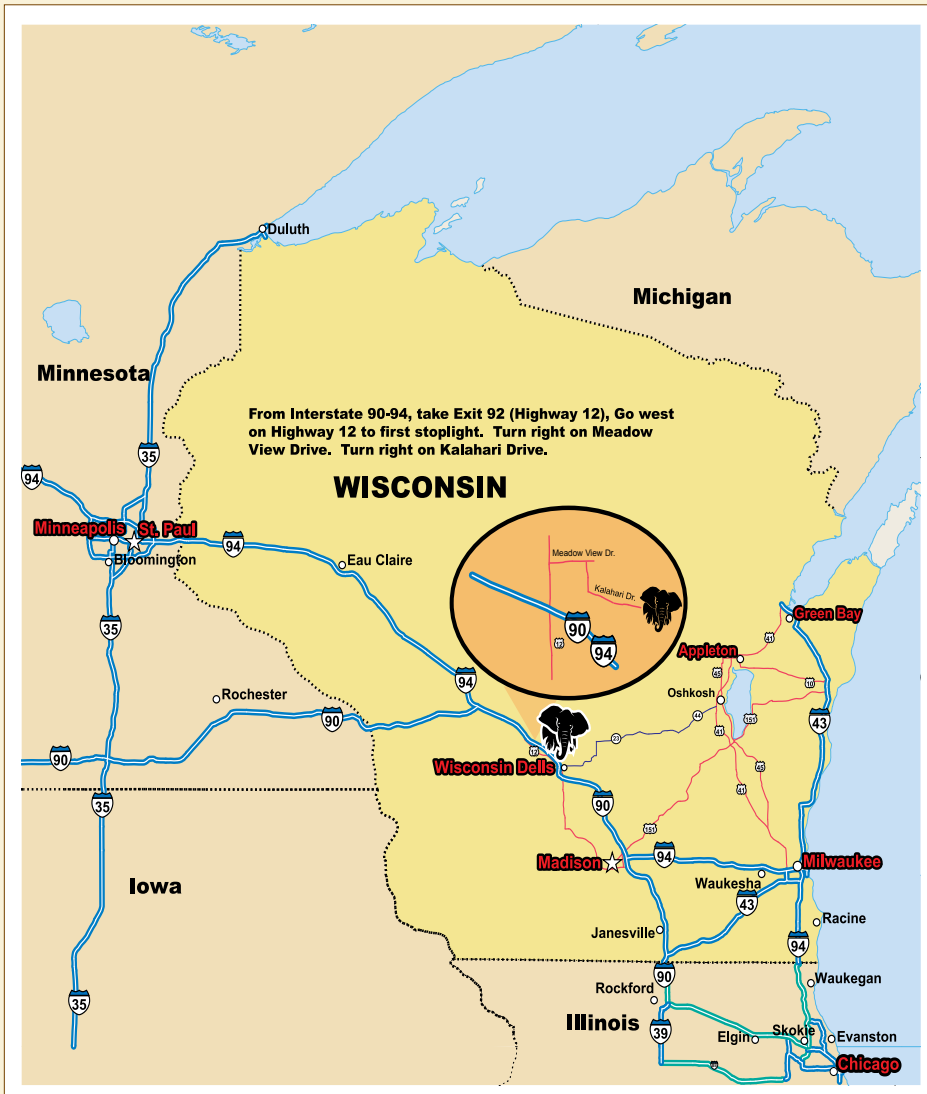 Duluth
Michigan
Minnesota
From Interstate 90-94, take Exit 92 (Highway 12), Go west
on Highway 12 to first stoplight. Turn right on Meadow
View Drive. Turn right on Kalahari Drive.
35
94
WISCONSIN
Minneapolis
St. Paul
94
Bloomington
Eau Claire
Meadow View Dr.
Kalahari Dr.
90
94
12
35
Green Bay
41
Appleton
45
10
Oshkosh
94
Rochester
90
44
151
43
23
41
12
90
Wisconsin Dells
45
41
35
90
151
Madison
94
Milwaukee
Waukesha
Iowa
43
Racine
Janesville
94
90
Waukegan
Rockford
35
Illinois
39
Elgin
Skokie
Evanston
Chicago